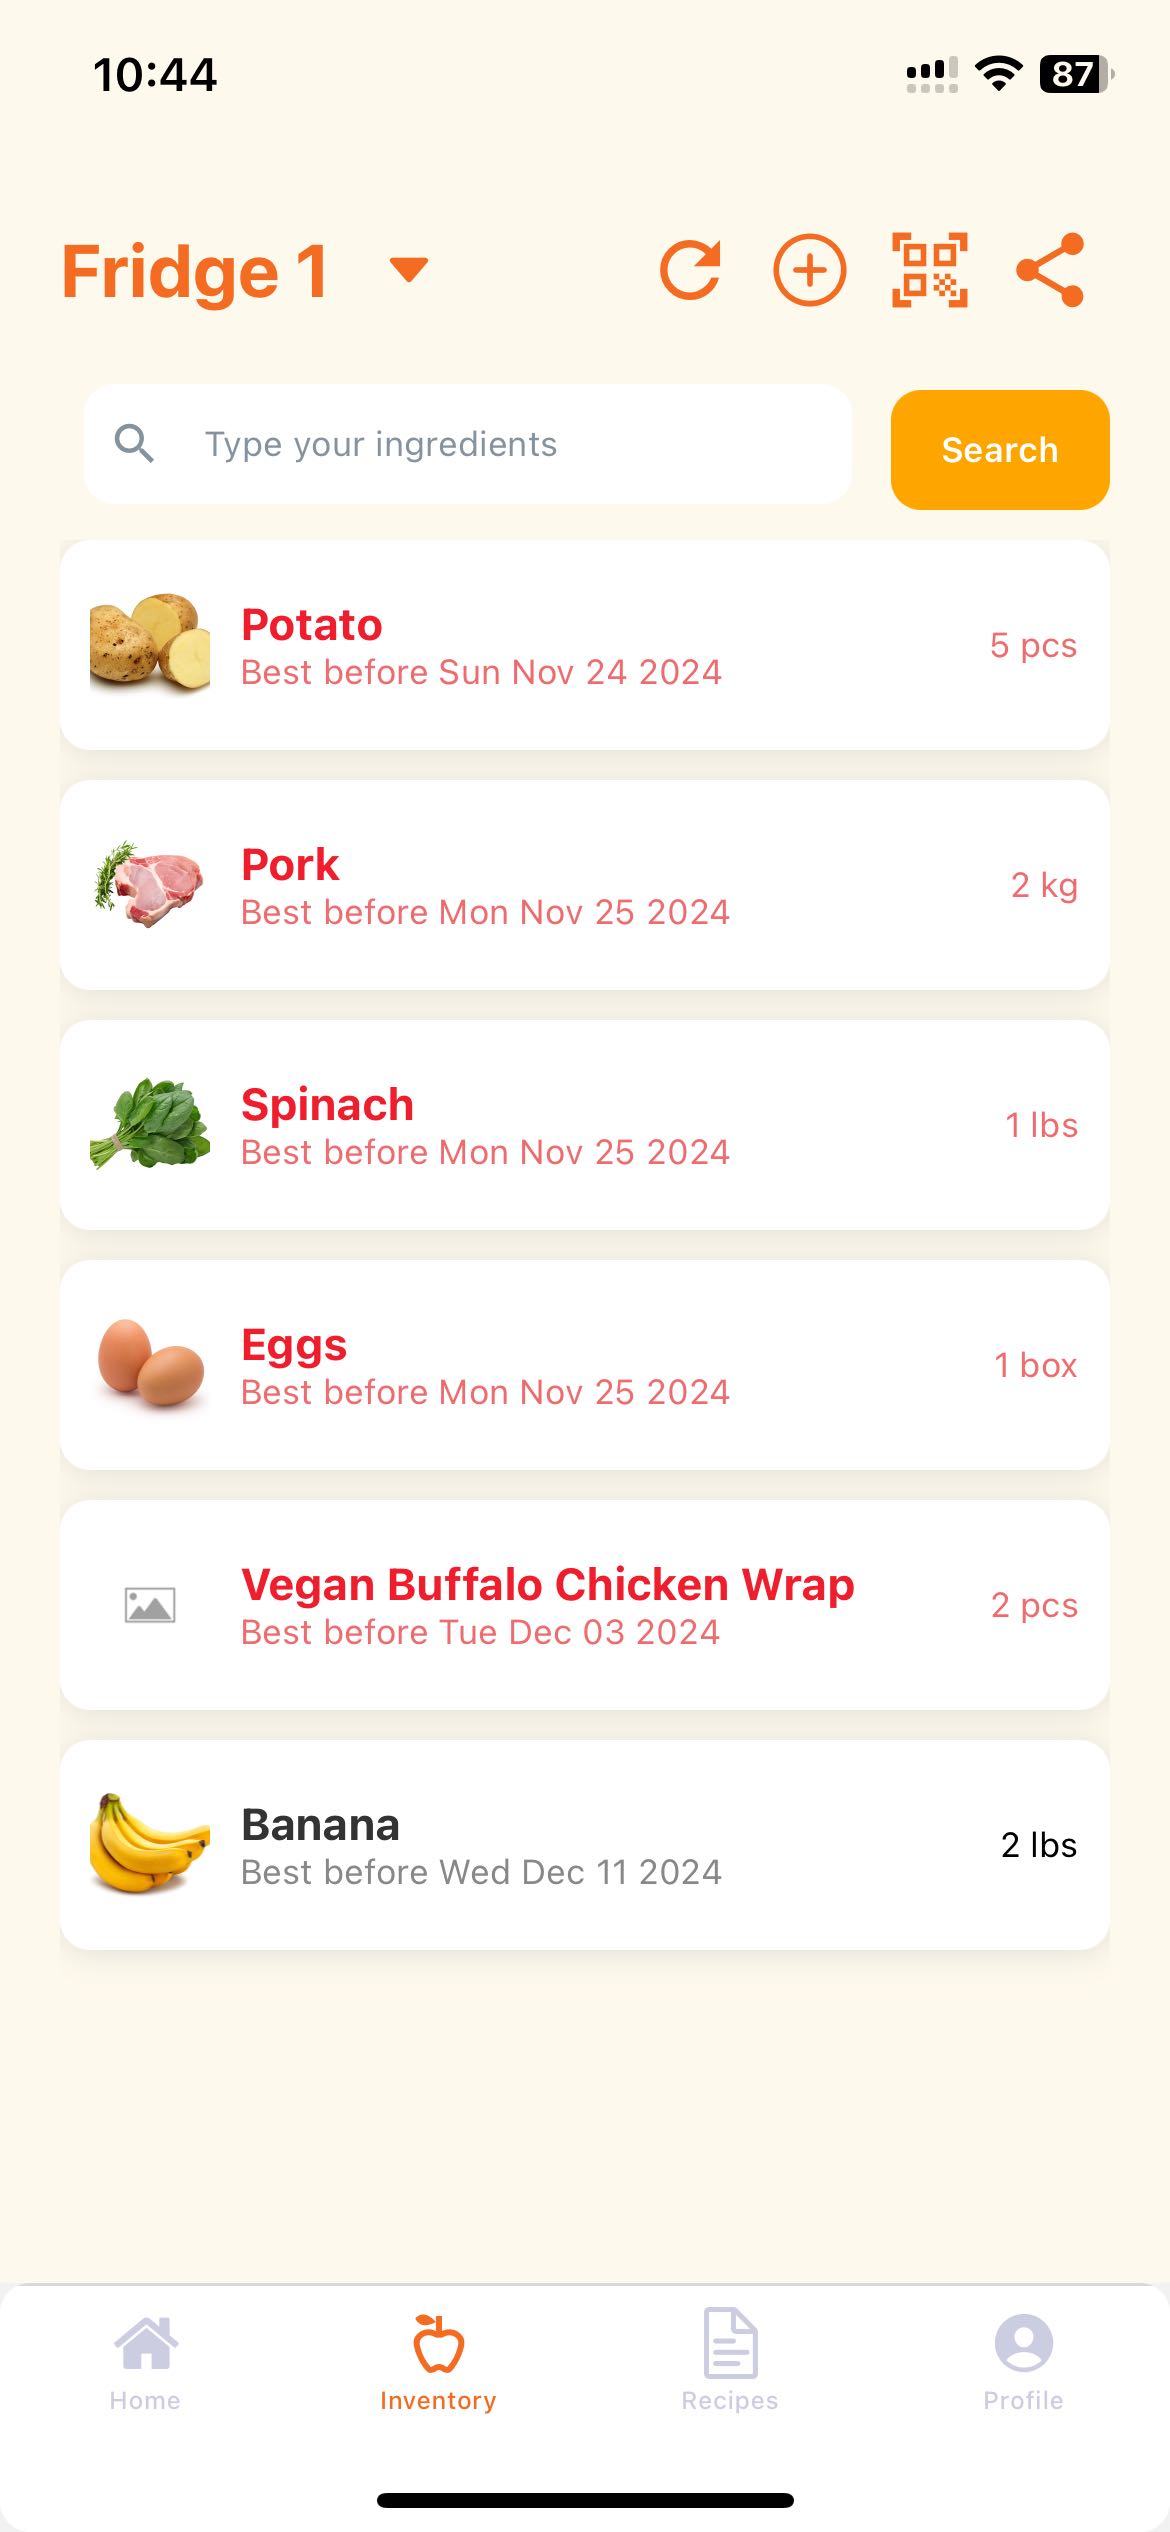 10:44
87
Fridge 1
Type your ingredients
Search
Potato
Best before Sun Nov 24 2024
5 pcs
Pork
Best before Mon Nov 25 2024
2 kg
Spinach
Best before Mon Nov 25 2024
1 lbs
Eggs
Best before Mon Nov 25 2024
1 box
Vegan Buffalo Chicken Wrap
Best before Tue Dec 03 2024
2 pcs
Banana
Best before Wed Dec 11 2024
2 lbs
Home
Inventory
Recipes
Profile